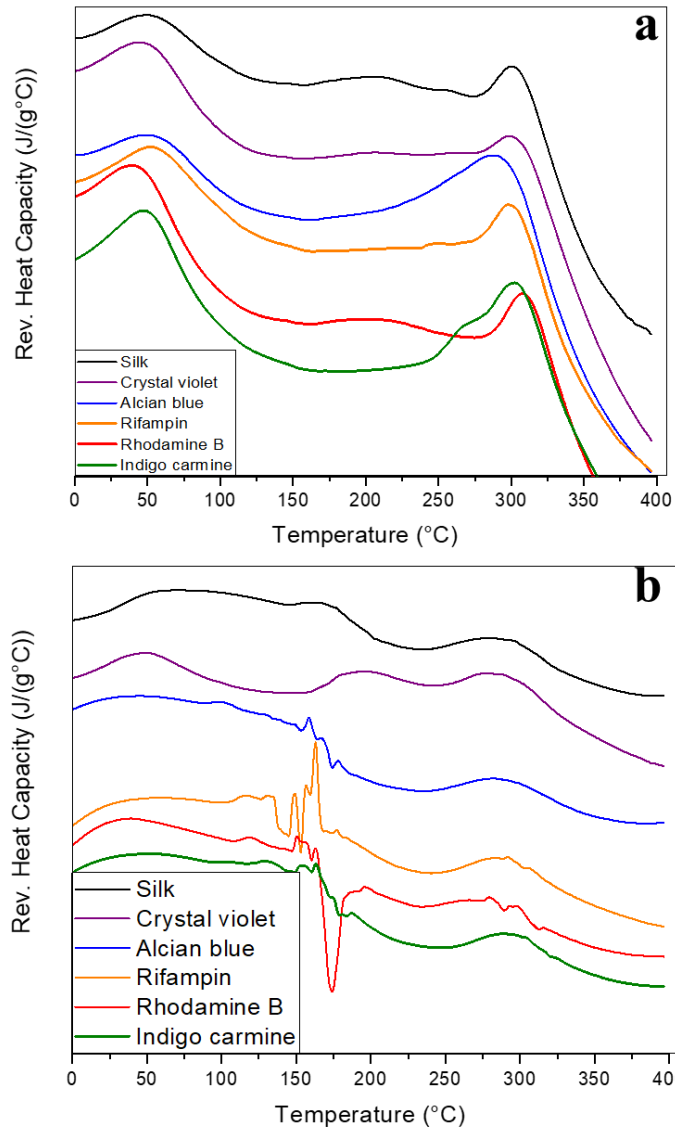 a
Rev. Heat Capacity (J/(g°C))
Silk
Crystal violet
Alcian blue
Rifampin
Rhodamine B
Indigo carmine
0 50 100 150 200 250 300 350 400
Temperature (°C)
b
Rev. Heat Capacity (J/(g°C))
Silk
Crystal violet
Alcian blue
Rifampin
Rhodamine B
Indigo carmine
0 50 100 150 200 250 300 350 40
Temperature (°C)